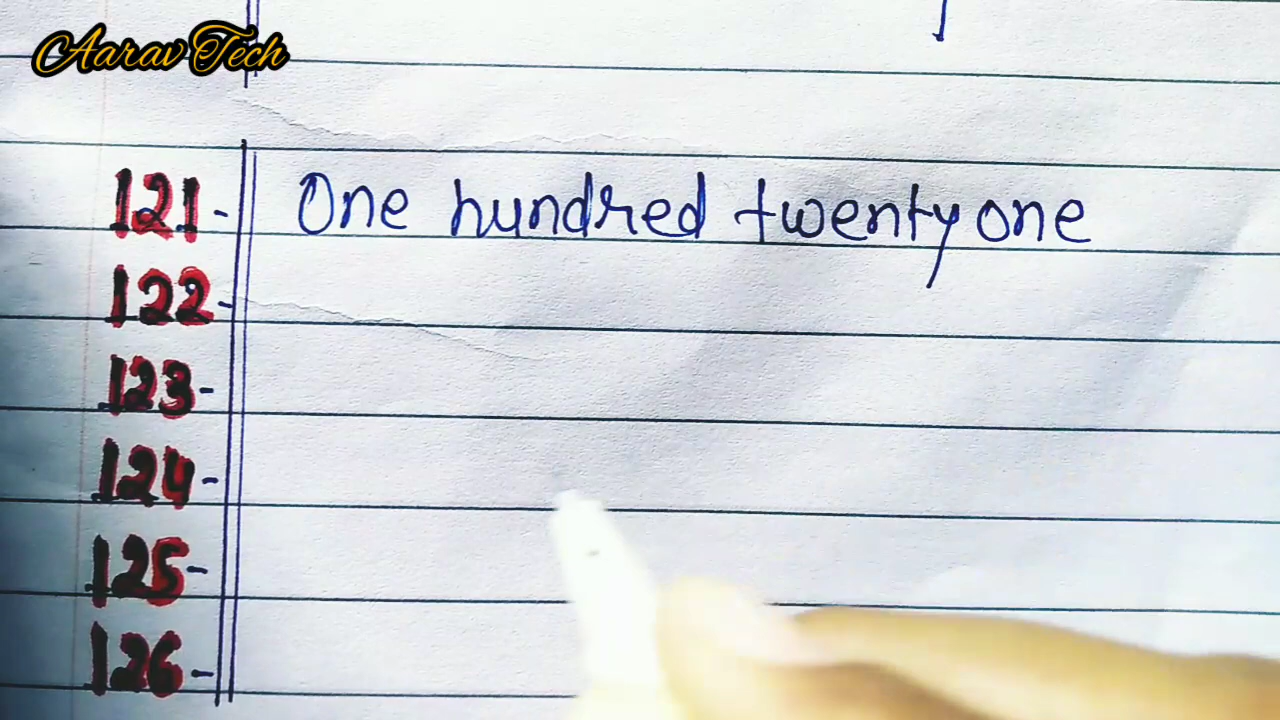 Aarav Tech
121- One hundred twenty one
122-
123-
124-
125-
126-